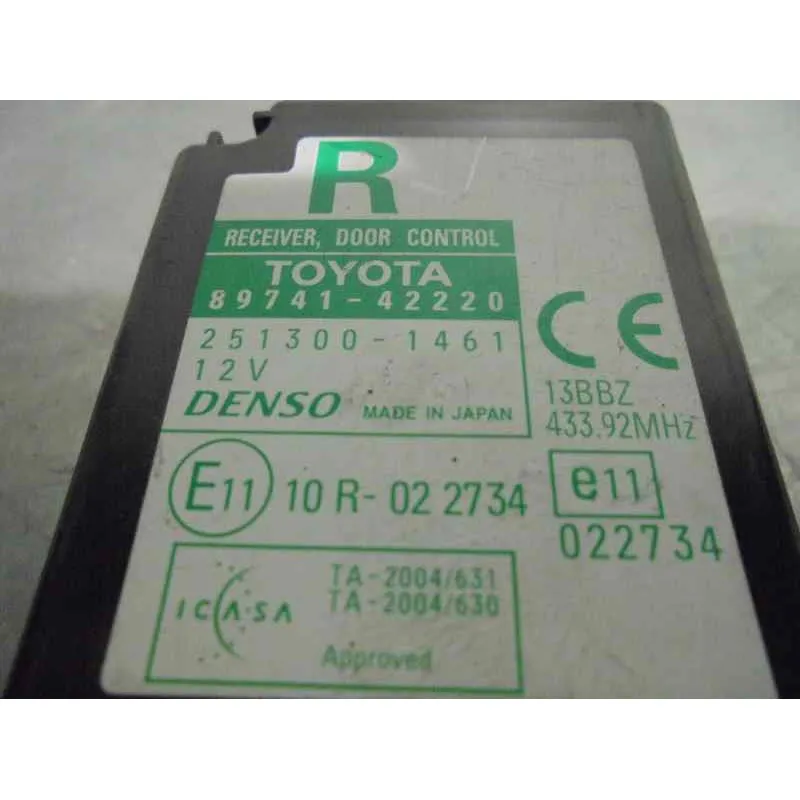 R
RECEIVER, DOOR CONTROL
TOYOTA
89741-42220
251300-1461
12V
DENSO MADE IN JAPAN
CE
13BBZ
433.92MHz
E11 10 R-02 2734
e11
022734
ICASA
TA-2004/631
TA-2004/630
Approved